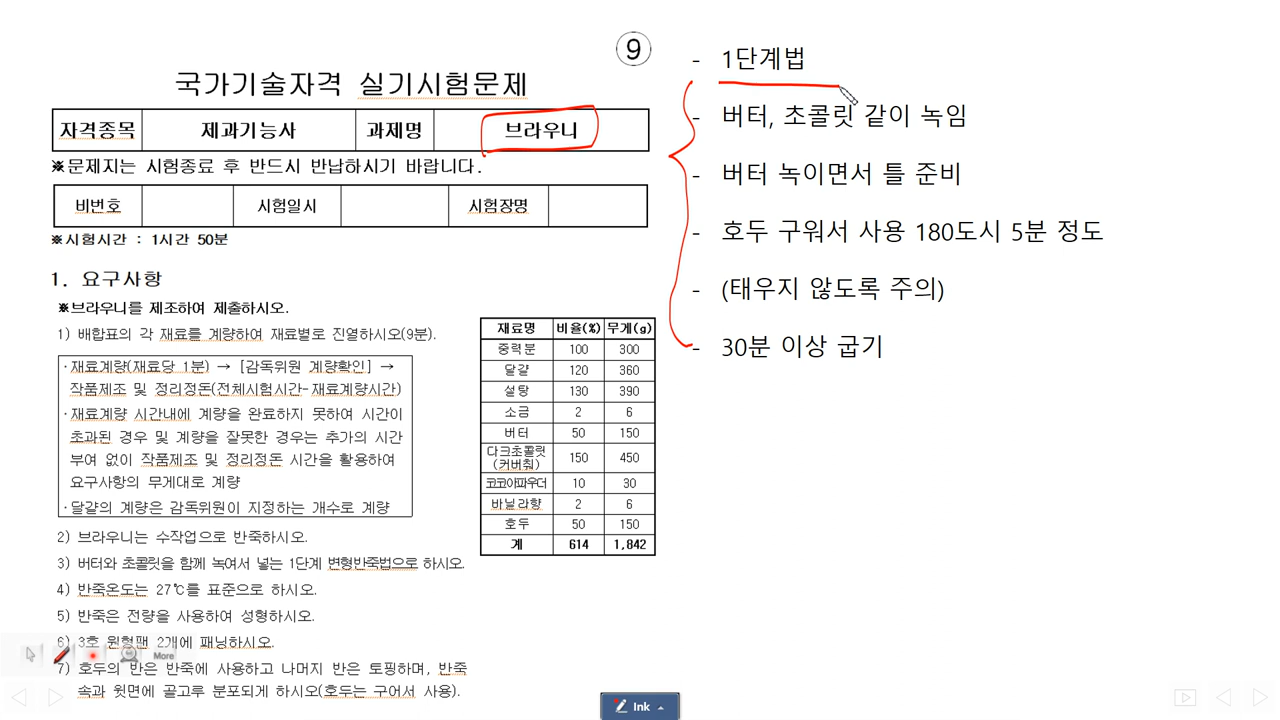 9
국가기술자격 실기시험문제
자격종목 제과기능사 과제명 브라우니
※문제지는 시험종료 후 반드시 반납하시기 바랍니다.
비번호 시험일시 시험장명
※시험시간 : 1시간 50분
1. 요구사항
※브라우니를 제조하여 제출하시오.
1) 배합표의 각 재료를 계량하여 재료별로 진열하시오(9분).
·재료계량(재료당 1분) → [감독위원 계량확인] →
작품제조 및 정리정돈(전체시험시간-재료계량시간)
·재료계량 시간내에 계량을 완료하지 못하여 시간이
초과된 경우 및 계량을 잘못한 경우는 추가의 시간
부여 없이 작품제조 및 정리정돈 시간을 활용하여
요구사항의 무게대로 계량
·달걀의 계량은 감독위원이 지정하는 개수로 계량
2) 브라우니는 수작업으로 반죽하시오.
3) 버터와 초콜릿을 함께 녹여서 넣는 1단계 변형반죽법으로 하시오.
4) 반죽온도는 27℃를 표준으로 하시오.
5) 반죽은 전량을 사용하여 성형하시오.
6) 3호 원형팬 2개에 패닝하시오.
7) 호두의 반은 반죽에 사용하고 나머지 반은 토핑하며, 반죽
속과 윗면에 골고루 분포되게 하시오(호두는 구어서 사용).
재료명 비율(%) 무게(g)
중력분 100 300
달걀 120 360
설탕 130 390
소금 2 6
버터 50 150
다크초콜릿
(커버춰) 150 450
코코아파우더 10 30
바닐라향 2 6
호두 50 150
계 614 1,842
- 1단계법
- 버터, 초콜릿 같이 녹임
- 버터 녹이면서 틀 준비
- 호두 구워서 사용 180도시 5분 정도
- (태우지 않도록 주의)
- 30분 이상 굽기
More
Ink